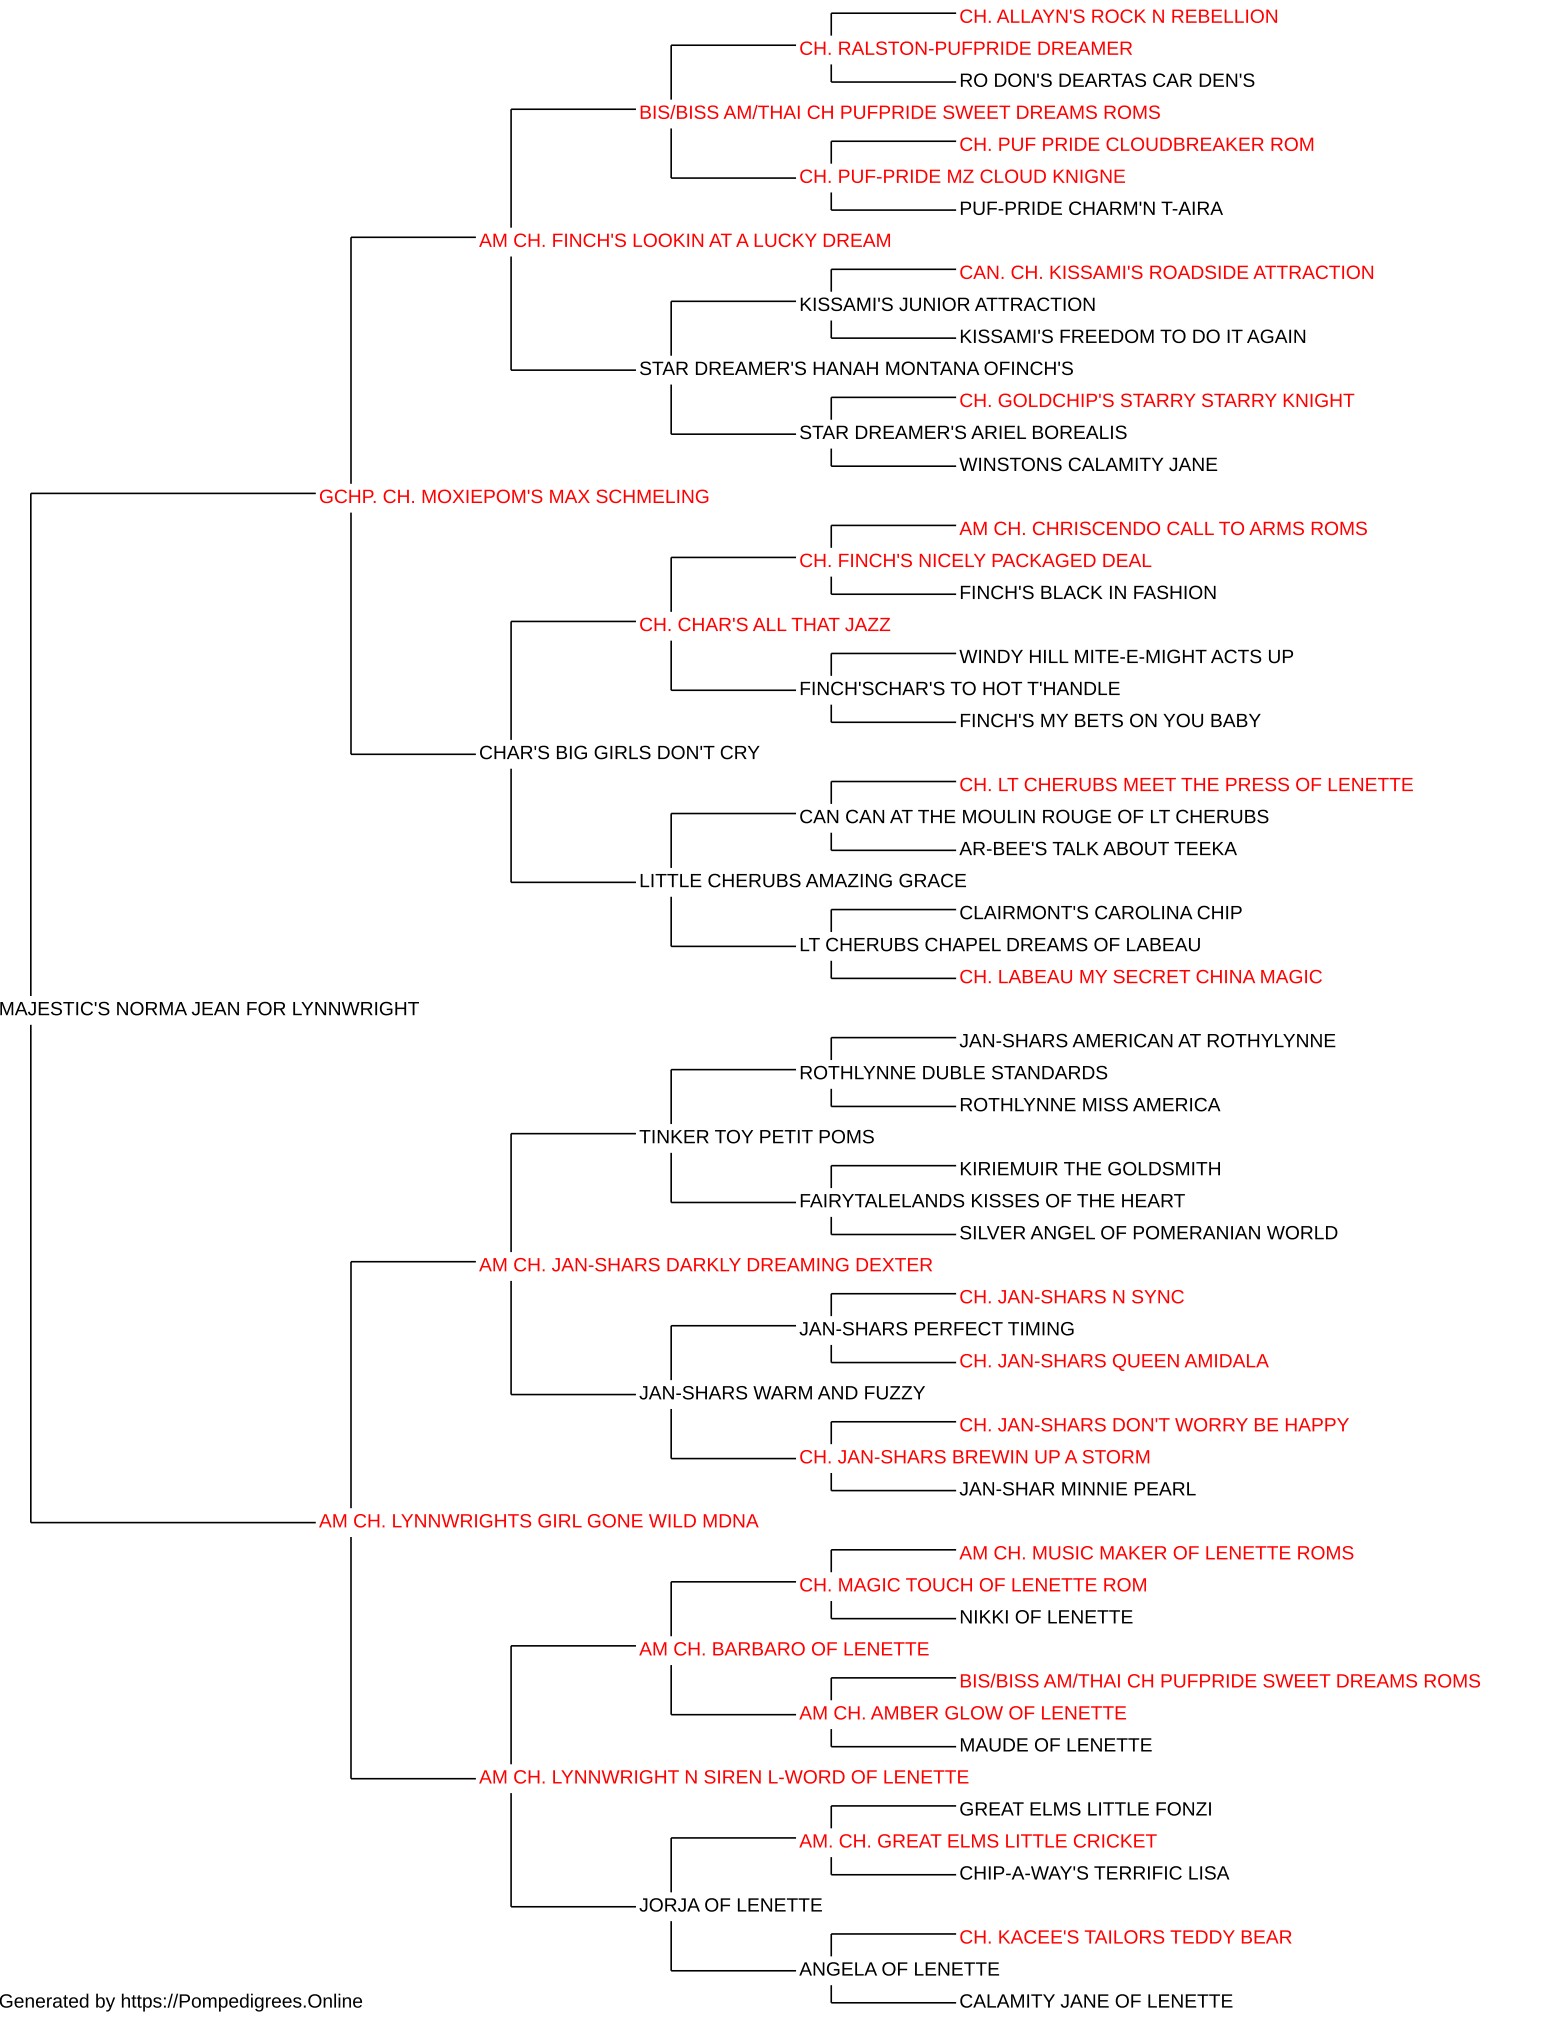 CH. ALLAYN'S ROCK N REBELLION
CH. RALSTON-PUFPRIDE DREAMER
RO DON'S DEARTAS CAR DEN'S
BIS/BISS AM/THAI CH PUFPRIDE SWEET DREAMS ROMS
CH. PUF PRIDE CLOUDBREAKER ROM
CH. PUF-PRIDE MZ CLOUD KNIGNE
PUF-PRIDE CHARM'N T-AIRA
AM CH. FINCH'S LOOKIN AT A LUCKY DREAM
CAN. CH. KISSAMI'S ROADSIDE ATTRACTION
KISSAMI'S JUNIOR ATTRACTION
KISSAMI'S FREEDOM TO DO IT AGAIN
STAR DREAMER'S HANAH MONTANA OFINCH'S
CH. GOLDCHIP'S STARRY STARRY KNIGHT
STAR DREAMER'S ARIEL BOREALIS
WINSTONS CALAMITY JANE
GCHP. CH. MOXIEPOM'S MAX SCHMELING
AM CH. CHRISCENDO CALL TO ARMS ROMS
CH. FINCH'S NICELY PACKAGED DEAL
FINCH'S BLACK IN FASHION
CH. CHAR'S ALL THAT JAZZ
WINDY HILL MITE-E-MIGHT ACTS UP
FINCH'SCHAR'S TO HOT T'HANDLE
FINCH'S MY BETS ON YOU BABY
CHAR'S BIG GIRLS DON'T CRY
CH. LT CHERUBS MEET THE PRESS OF LENETTE
CAN CAN AT THE MOULIN ROUGE OF LT CHERUBS
AR-BEE'S TALK ABOUT TEEKA
LITTLE CHERUBS AMAZING GRACE
CLAIRMONT'S CAROLINA CHIP
LT CHERUBS CHAPEL DREAMS OF LABEAU
CH. LABEAU MY SECRET CHINA MAGIC
MAJESTIC'S NORMA JEAN FOR LYNNWRIGHT
JAN-SHARS AMERICAN AT ROTHYLYNNE
ROTHLYNNE DUBLE STANDARDS
ROTHLYNNE MISS AMERICA
TINKER TOY PETIT POMS
KIRIEMUIR THE GOLDSMITH
FAIRYTALELANDS KISSES OF THE HEART
SILVER ANGEL OF POMERANIAN WORLD
AM CH. JAN-SHARS DARKLY DREAMING DEXTER
CH. JAN-SHARS N SYNC
JAN-SHARS PERFECT TIMING
CH. JAN-SHARS QUEEN AMIDALA
JAN-SHARS WARM AND FUZZY
CH. JAN-SHARS DON'T WORRY BE HAPPY
CH. JAN-SHARS BREWIN UP A STORM
JAN-SHAR MINNIE PEARL
AM CH. LYNNWRIGHTS GIRL GONE WILD MDNA
AM CH. MUSIC MAKER OF LENETTE ROMS
CH. MAGIC TOUCH OF LENETTE ROM
NIKKI OF LENETTE
AM CH. BARBARO OF LENETTE
BIS/BISS AM/THAI CH PUFPRIDE SWEET DREAMS ROMS
AM CH. AMBER GLOW OF LENETTE
MAUDE OF LENETTE
AM CH. LYNNWRIGHT N SIREN L-WORD OF LENETTE
GREAT ELMS LITTLE FONZI
AM. CH. GREAT ELMS LITTLE CRICKET
CHIP-A-WAY'S TERRIFIC LISA
JORJA OF LENETTE
CH. KACEE'S TAILORS TEDDY BEAR
ANGELA OF LENETTE
CALAMITY JANE OF LENETTE
Generated by https://Pompedigrees.Online